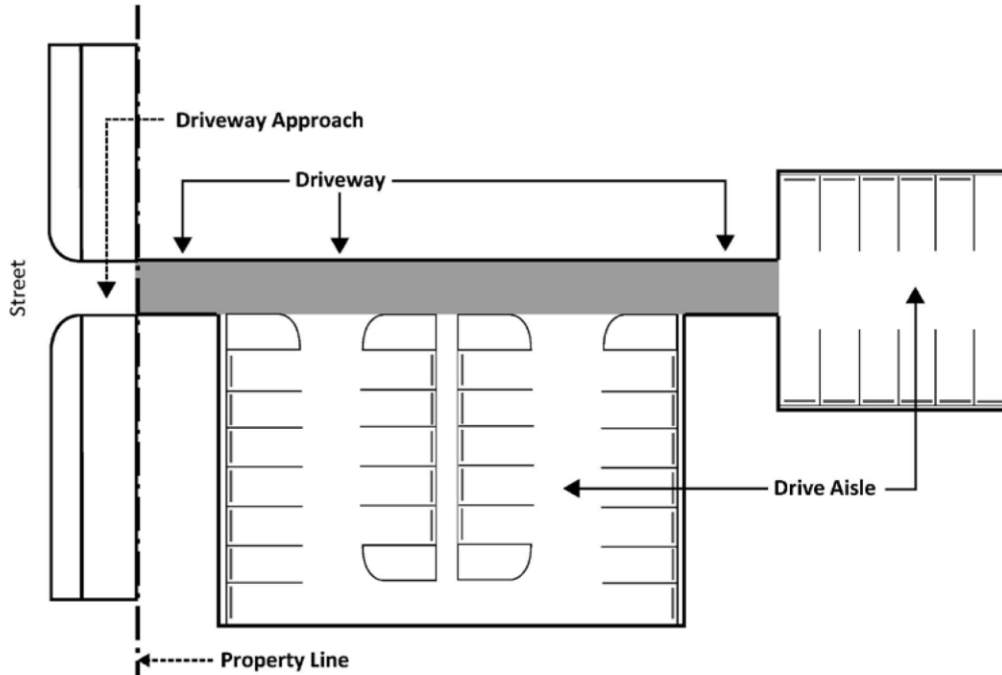 Driveway Approach
Driveway
Street
Drive Aisle
Property Line